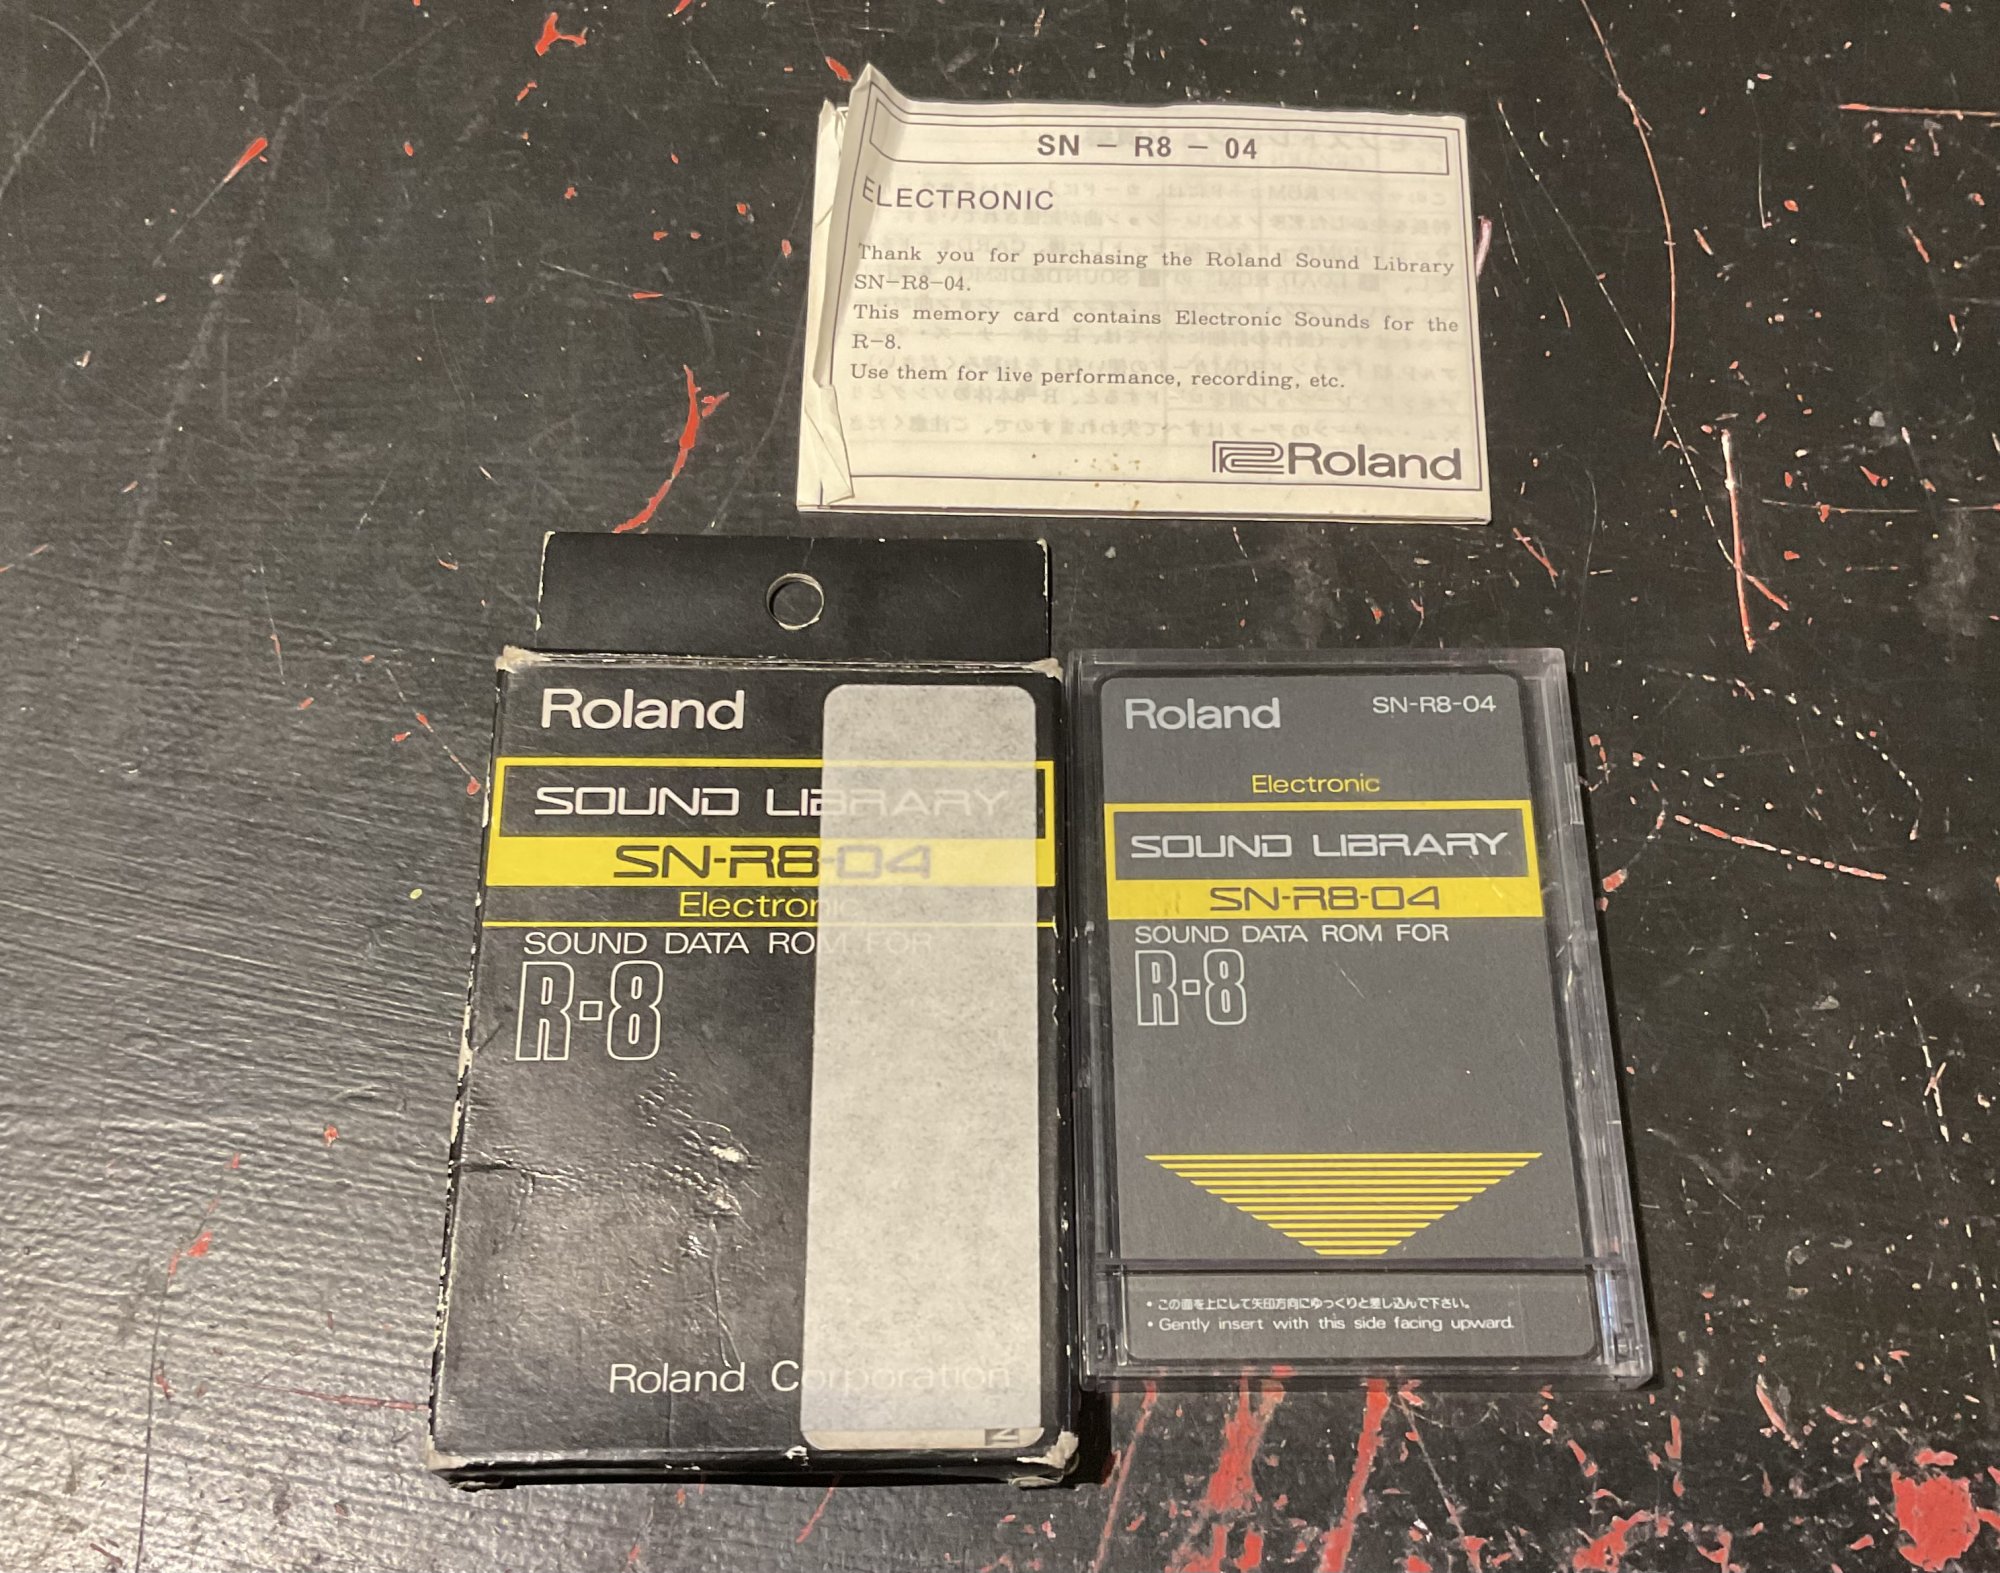 SN - R8 - 04
ELECTRONIC
Thank you for purchasing the Roland Sound Library
SN-R8-04.
This memory card contains Electronic Sounds for the
R-8.
Use them for live performance, recording, etc.
Roland
Roland
SOUND LIBRARY
SN-R8-04
Electronic
SOUND DATA ROM FOR
R-8
Roland Corporation
Roland SN-R8-04
Electronic
SOUND LIBRARY
SN-R8-04
SOUND DATA ROM FOR
R-8
• この面を上にして矢印方向にゆっくりと差し込んで下さい。
• Gently insert with this side facing upward.